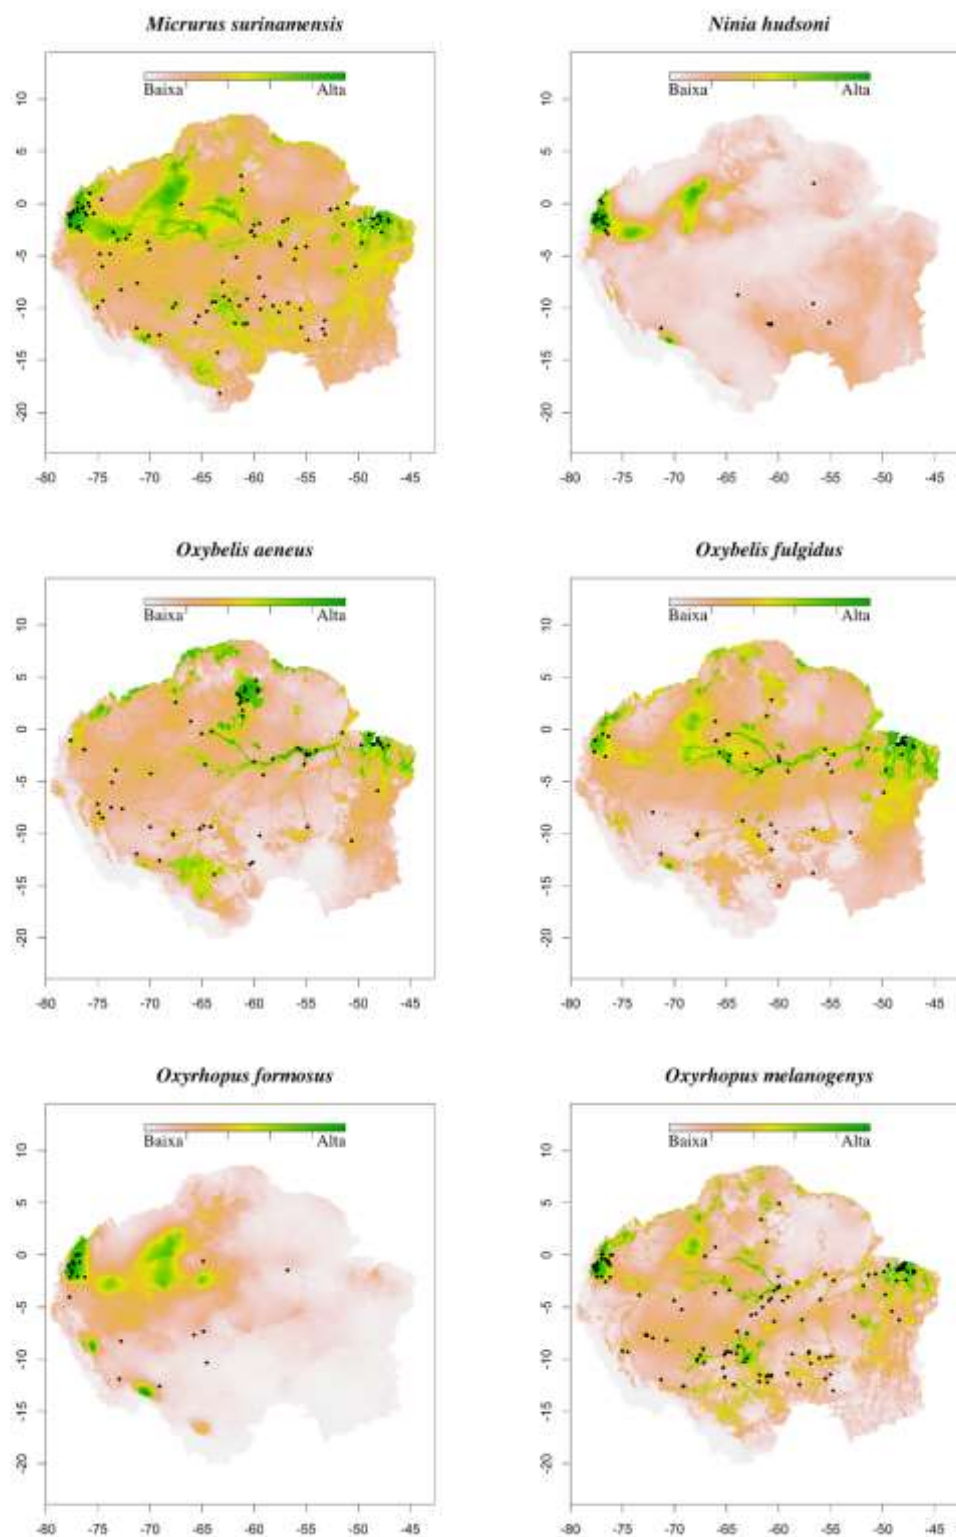 Micrurus surinamensis
Ninia hudsoni
Baixa Alta
Baixa Alta
10
5
0
-5
-10
-15
-20
10
5
0
-5
-10
-15
-20
-80 -75 -70 -65 -60 -55 -50 -45
-80 -75 -70 -65 -60 -55 -50 -45
Oxybelis aeneus
Oxybelis fulgidus
Baixa Alta
Baixa Alta
10
5
0
-5
-10
-15
-20
10
5
0
-5
-10
-15
-20
-80 -75 -70 -65 -60 -55 -50 -45
-80 -75 -70 -65 -60 -55 -50 -45
Oxyrhopus formosus
Oxyrhopus melanogenys
Baixa Alta
Baixa Alta
10
5
0
-5
-10
-15
-20
10
5
0
-5
-10
-15
-20
-80 -75 -70 -65 -60 -55 -50 -45
-80 -75 -70 -65 -60 -55 -50 -45